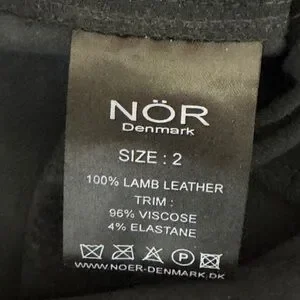 NÖR
Denmark
SIZE : 2
100% LAMB LEATHER
TRIM :
96% VISCOSE
4% ELASTANE
P
WWW.NOER-DENMARK.DK